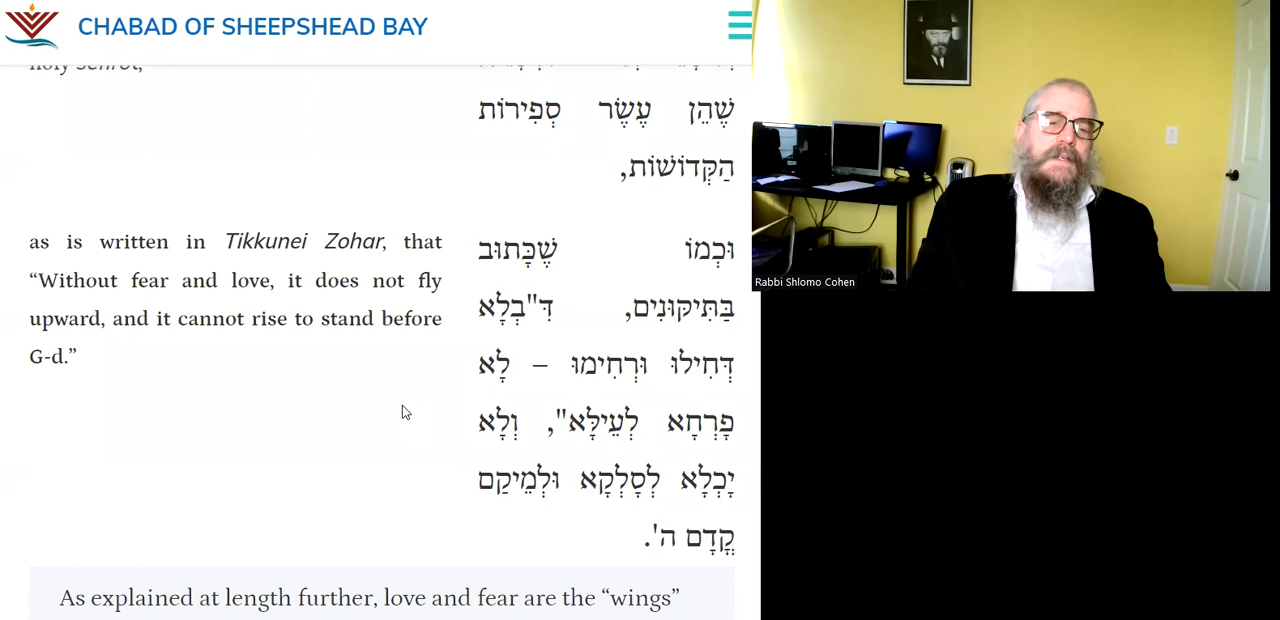 CHABAD OF SHEEPSHEAD BAY
holy Sefirot,
שֶׁהֵן עֶשֶׂר סְפִירוֹת
הַקְּדוֹשׁוֹת,
as is written in Tikkunei Zohar, that
“Without fear and love, it does not fly
upward, and it cannot rise to stand before
G-d.”
וּכְמוֹ שֶׁכָּתוּב
בַּתִּיקּוּנִים, דִּ"בְלָא
דְּחִילוּ וּרְחִימוּ – לָא
פָּרְחָא לְעֵילָּא", וְלָא
יָכְלָא לְסָלְקָא וּלְמֵיקַם
קֳדָם ה'.
As explained at length further, love and fear are the “wings”
Rabbi Shlomo Cohen